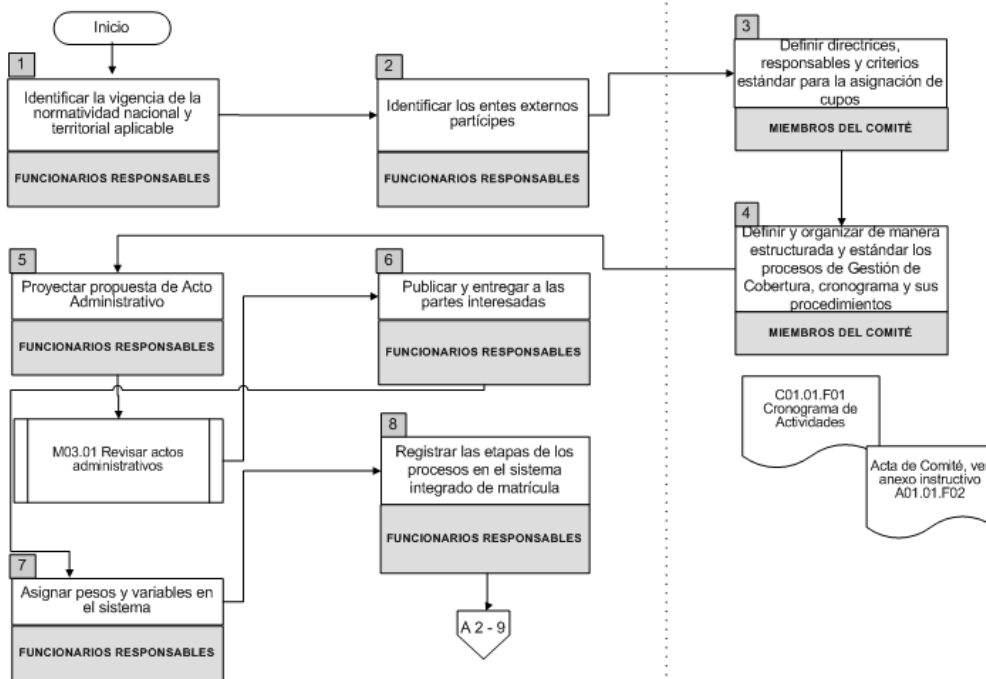 Inicio
1
Identificar la vigencia de la
normatividad nacional y
territorial aplicable
FUNCIONARIOS RESPONSABLES
2
Identificar los entes externos
partícipes
FUNCIONARIOS RESPONSABLES
3
Definir directrices,
responsables y criterios
estándar para la asignación de
cupos
MIEMBROS DEL COMITÉ
4
Definir y organizar de manera
estructurada y estándar los
procesos de Gestión de
Cobertura, cronograma y sus
procedimientos
MIEMBROS DEL COMITÉ
5
Proyectar propuesta de Acto
Administrativo
FUNCIONARIOS RESPONSABLES
M03.01 Revisar actos
administrativos
6
Publicar y entregar a las
partes interesadas
FUNCIONARIOS RESPONSABLES
7
Asignar pesos y variables en
el sistema
FUNCIONARIOS RESPONSABLES
8
Registrar las etapas de los
procesos en el sistema
integrado de matrícula
FUNCIONARIOS RESPONSABLES
A 2 - 9
C01.01.F01
Cronograma de
Actividades
Acta de Comité, ver
anexo instructivo
A01.01.F02